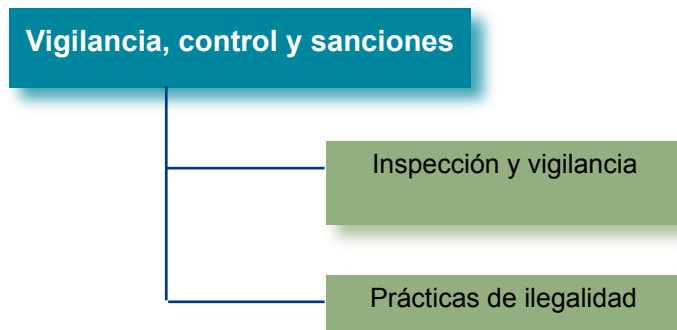 Vigilancia, control y sanciones
Inspección y vigilancia
Prácticas de ilegalidad